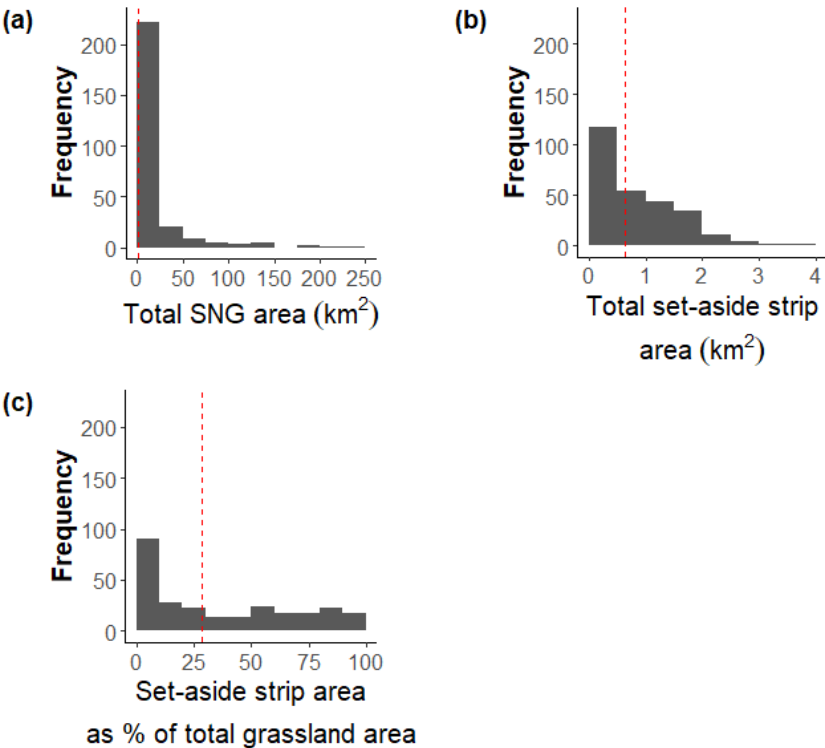 (a)
Frequency
200
150
100
50
0
0 50 100 150 200 250
Total SNG area (km²)
(b)
Frequency
200
150
100
50
0
0 1 2 3 4
Total set-aside strip
area (km²)
(c)
Frequency
200
150
100
50
0
0 25 50 75 100
Set-aside strip area
as % of total grassland area